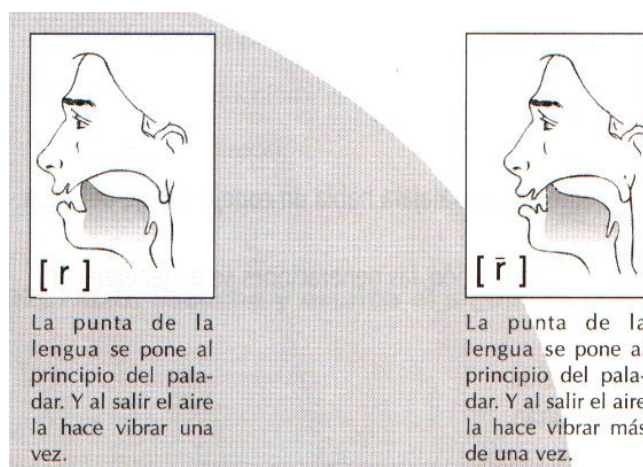 [ r ]
La punta de la
lengua se pone al
principio del pala-
dar. Y al salir el aire
la hace vibrar una
vez.
[ r̄ ]
La punta de la
lengua se pone al
principio del pala-
dar. Y al salir el aire
la hace vibrar más
de una vez.